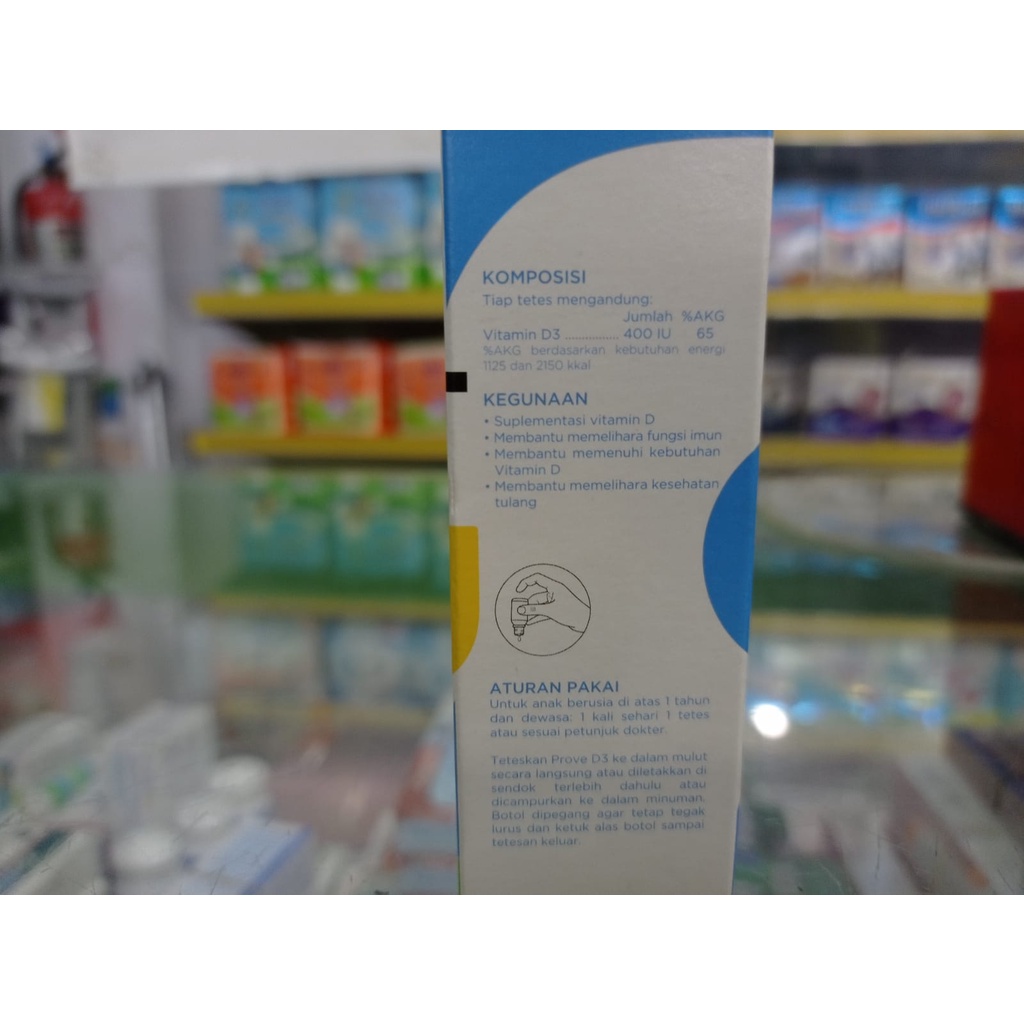 KOMPOSISI
Tiap tetes mengandung:
Jumlah %AKG
Vitamin D3 ................ 400 IU 65
%AKG berdasarkan kebutuhan energi
1125 dan 2150 kkal
KEGUNAAN
• Suplementasi vitamin D
• Membantu memelihara fungsi imun
• Membantu memenuhi kebutuhan
Vitamin D
• Membantu memelihara kesehatan
tulang
ATURAN PAKAI
Untuk anak berusia di atas 1 tahun
dan dewasa: 1 kali sehari 1 tetes
atau sesuai petunjuk dokter.
Teteskan Prove D3 ke dalam mulut
secara langsung atau diletakkan di
sendok terlebih dahulu atau
dicampurkan ke dalam minuman.
Botol dipegang agar tetap tegak
lurus dan ketuk alas botol sampai
tetesan keluar.